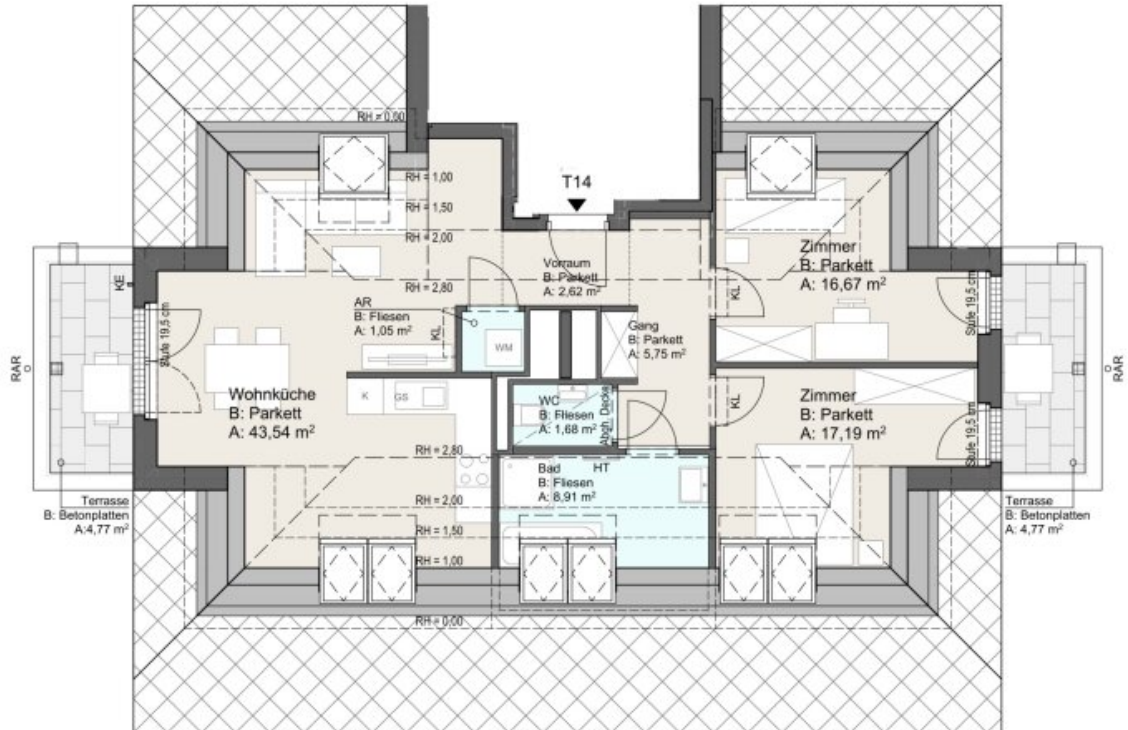 RH = 0,00
RH = 1,00
RH = 1,50
RH = 2,00
RH = 2,80
T14
Vorraum
B: Parkett
A: 2,62 m²
AR
B: Fliesen
A: 1,05 m²
KL
WM
Gang
B: Parkett
A: 5,75 m²
Zimmer
B: Parkett
A: 16,67 m²
KL
Stufe 19,5 cm
KE
Stufe 19,5 cm
RAR
RAR
Wohnküche
B: Parkett
A: 43,54 m²
K
GS
WC
B: Fliesen
A: 1,68 m²
Abgh. Decke
KL
Zimmer
B: Parkett
A: 17,19 m²
Stufe 19,5 cm
RH = 2,80
RH = 2,00
RH = 1,50
RH = 1,00
RH = 0,00
Bad
HT
B: Fliesen
A: 8,91 m²
Terrasse
B: Betonplatten
A:4,77 m²
Terrasse
B: Betonplatten
A: 4,77 m²